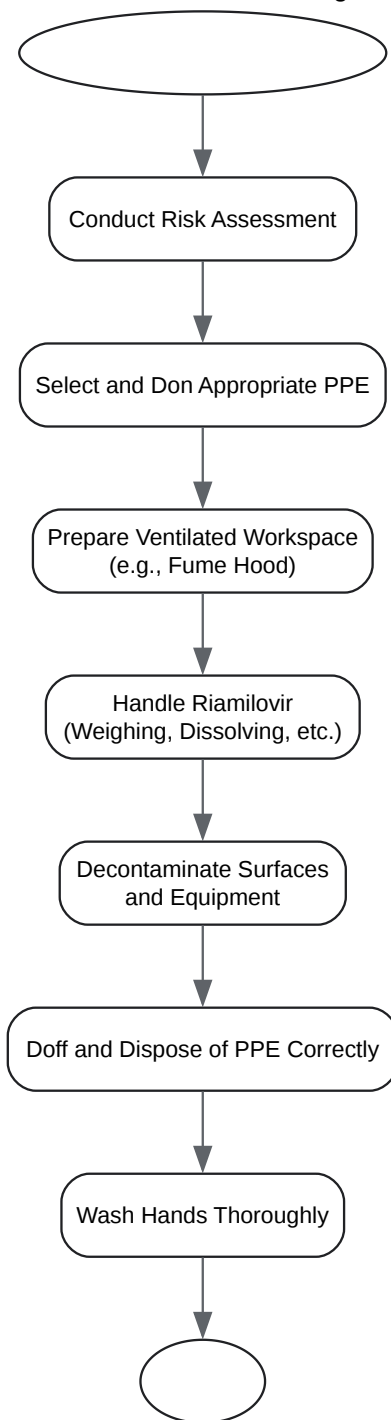 Conduct Risk Assessment
Select and Don Appropriate PPE
Prepare Ventilated Workspace
(e.g., Fume Hood)
Handle Riamilovir
(Weighing, Dissolving, etc.)
Decontaminate Surfaces
and Equipment
Doff and Dispose of PPE Correctly
Wash Hands Thoroughly